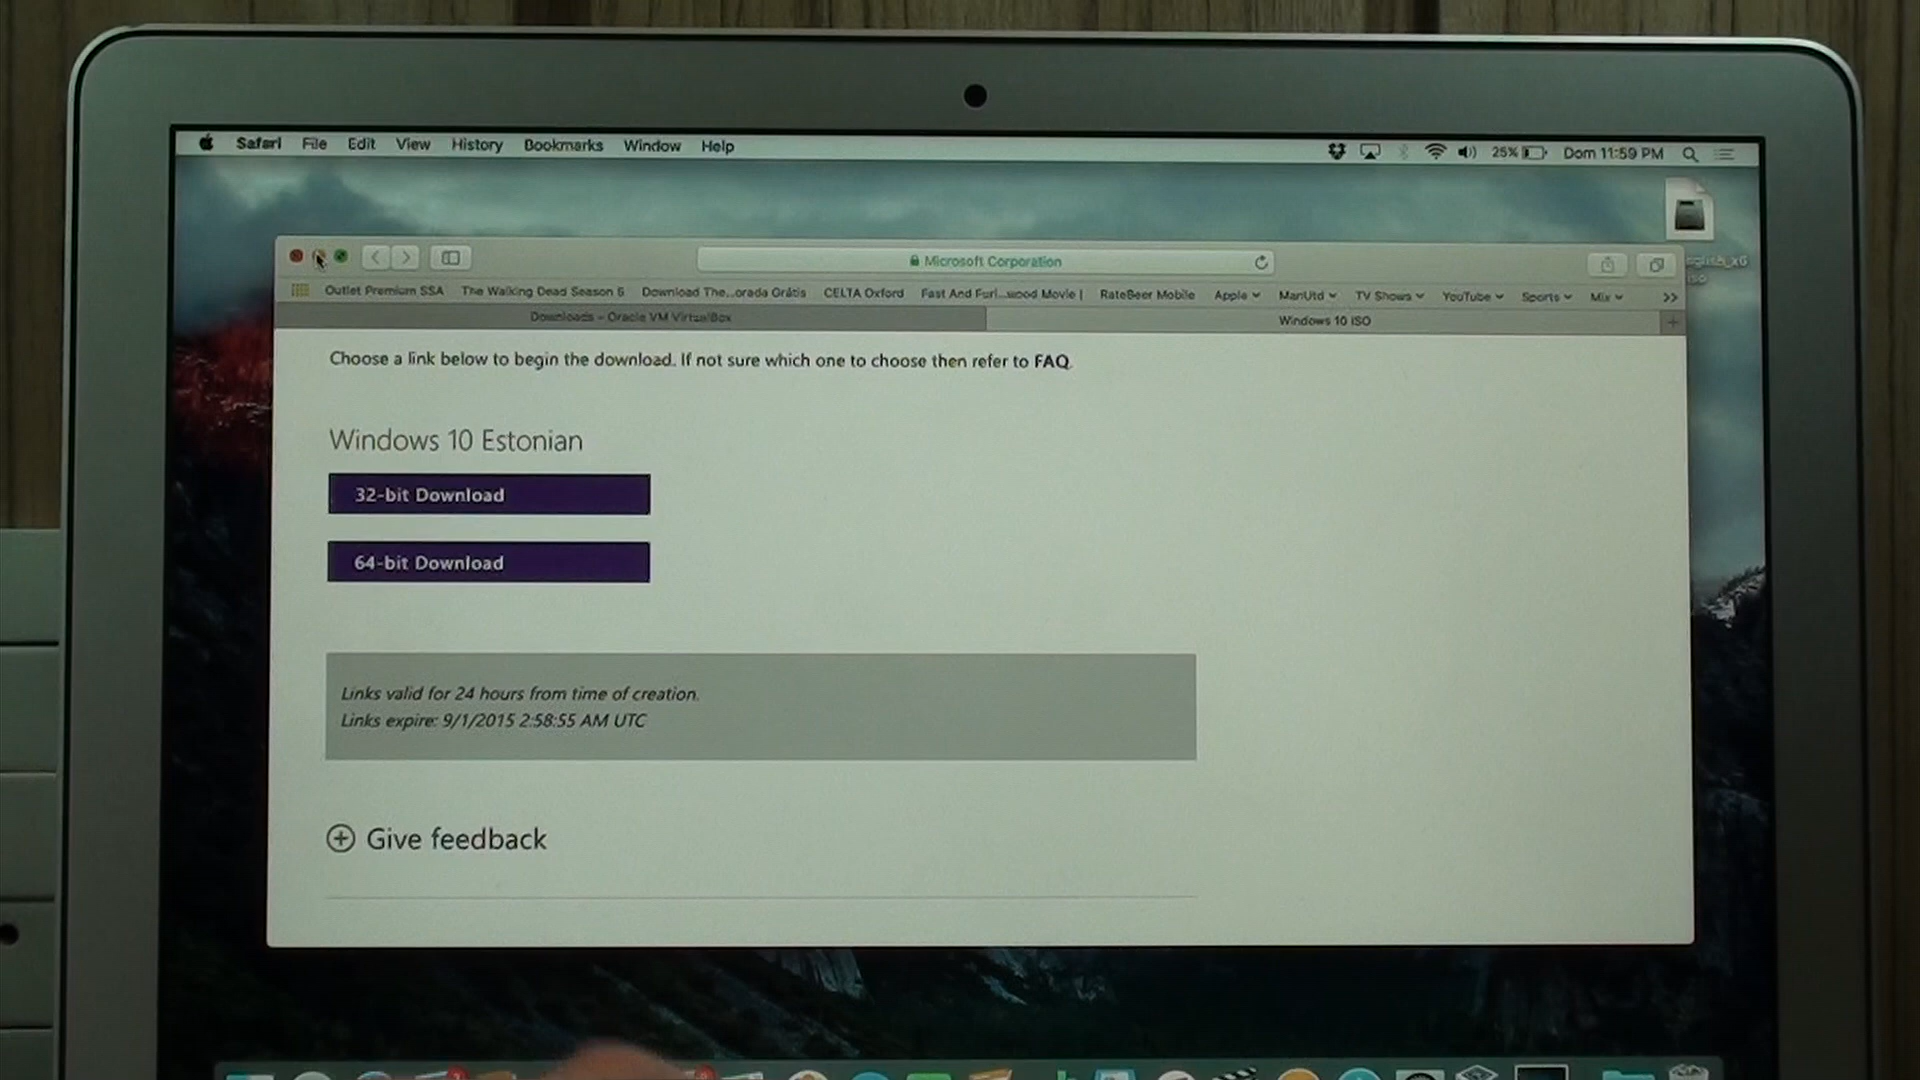 Safari File Edit View History Bookmarks Window Help 25% Dom 11:59 PM
Microsoft Corporation
Outlet Premium SSA The Walking Dead Season 5 Download The...orada Grátis CELTA Oxford Fast And Furi...wood Movie | RateBeer Mobile Apple ManUtd TV Shows YouTube Sports Mix >>
Downloads – Oracle VM VirtualBox Windows 10 ISO
Choose a link below to begin the download. If not sure which one to choose then refer to FAQ.
Windows 10 Estonian
32-bit Download
64-bit Download
Links valid for 24 hours from time of creation.
Links expire: 9/1/2015 2:58:55 AM UTC
Give feedback